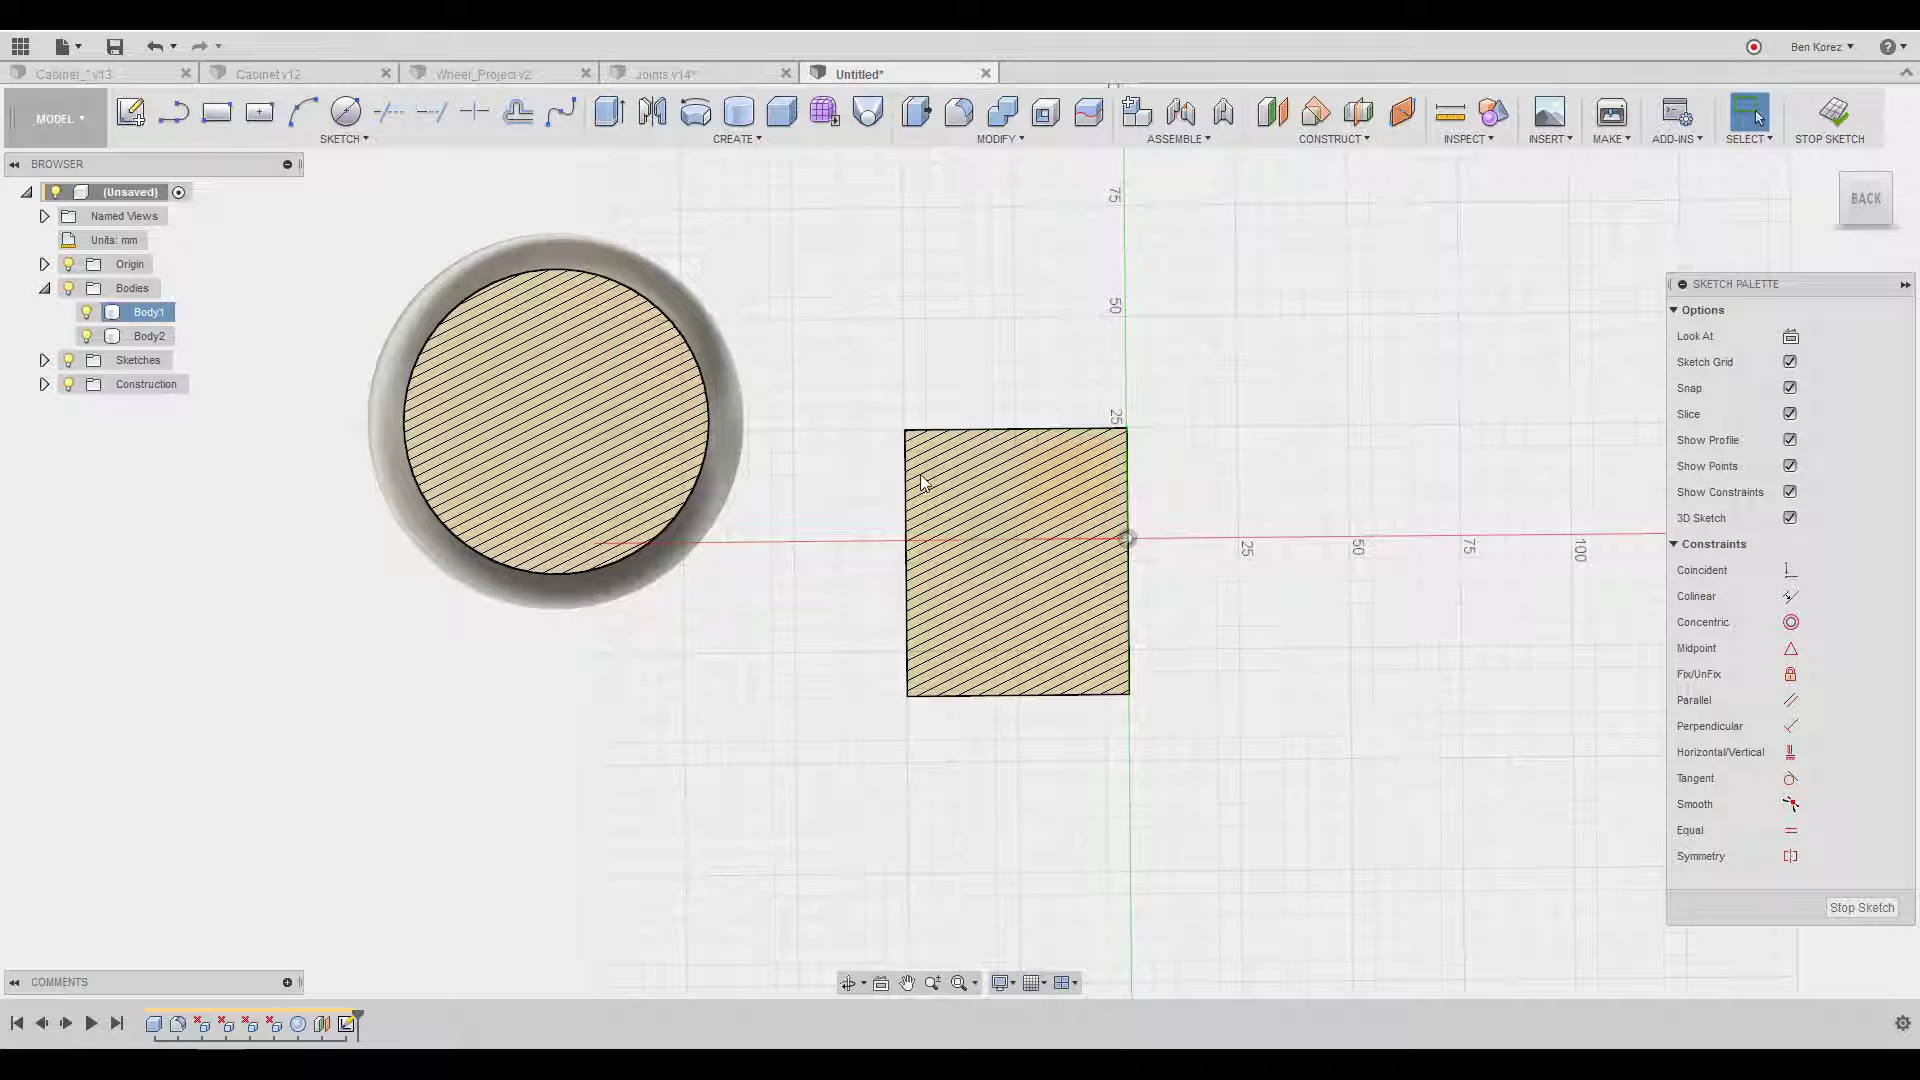 Ben Korez
Cabinet_* v13
Cabinet v12
Wheel_Project v2
Joints v14*
Untitled*
MODEL
SKETCH
CREATE
MODIFY
ASSEMBLE
CONSTRUCT
INSPECT
INSERT
MAKE
ADD-INS
SELECT
STOP SKETCH
BROWSER
(Unsaved)
Named Views
Units: mm
Origin
Bodies
Body1
Body2
Sketches
Construction
75
50
25
25
50
75
100
BACK
SKETCH PALETTE
Options
Look At
Sketch Grid
Snap
Slice
Show Profile
Show Points
Show Constraints
3D Sketch
Constraints
Coincident
Colinear
Concentric
Midpoint
Fix/UnFix
Parallel
Perpendicular
Horizontal/Vertical
Tangent
Smooth
Equal
Symmetry
Stop Sketch
COMMENTS